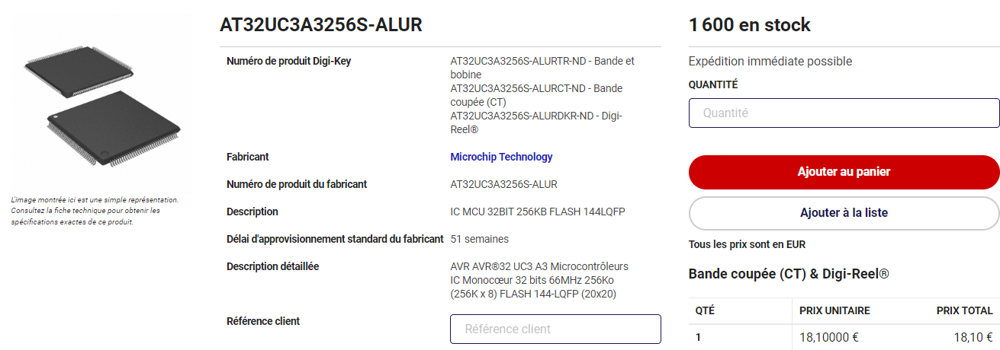 AT32UC3A3256S-ALUR
Numéro de produit Digi-Key
AT32UC3A3256S-ALURTR-ND - Bande et
bobine
AT32UC3A3256S-ALURCT-ND - Bande
coupée (CT)
AT32UC3A3256S-ALURDKR-ND - Digi-
Reel®
Fabricant
Microchip Technology
Numéro de produit du fabricant
AT32UC3A3256S-ALUR
Description
IC MCU 32BIT 256KB FLASH 144LQFP
Délai d'approvisionnement standard du fabricant
51 semaines
Description détaillée
AVR AVR®32 UC3 A3 Microcontrôleurs
IC Monocœur 32 bits 66MHz 256Ko
(256K x 8) FLASH 144-LQFP (20x20)
Référence client
Référence client
L'image montrée ici est une simple représentation.
Consultez la fiche technique pour obtenir les
spécifications exactes de ce produit.
1 600 en stock
Expédition immédiate possible
QUANTITÉ
Quantité
Ajouter au panier
Ajouter à la liste
Tous les prix sont en EUR
Bande coupée (CT) & Digi-Reel®
QTÉ PRIX UNITAIRE PRIX TOTAL
1 18,10000 € 18,10 €